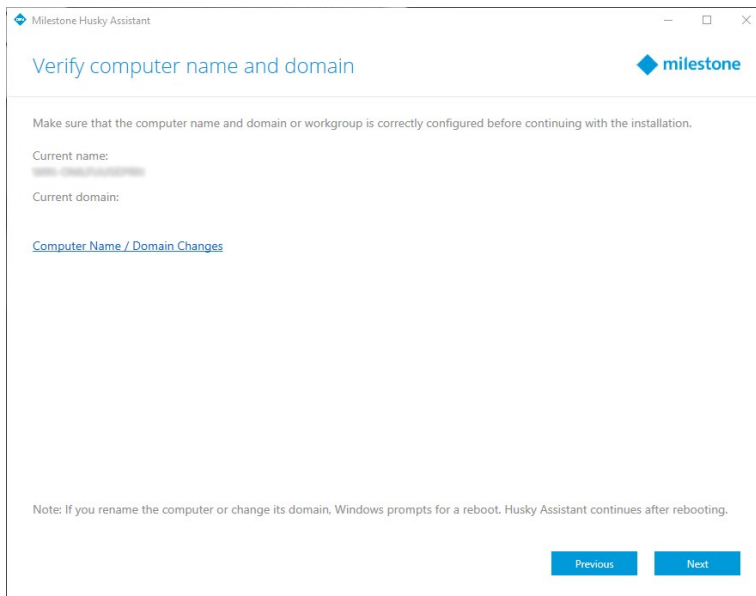 Milestone Husky Assistant
Verify computer name and domain
milestone
Make sure that the computer name and domain or workgroup is correctly configured before continuing with the installation.
Current name:
Current domain:
Computer Name / Domain Changes
Note: If you rename the computer or change its domain, Windows prompts for a reboot. Husky Assistant continues after rebooting.
Previous
Next